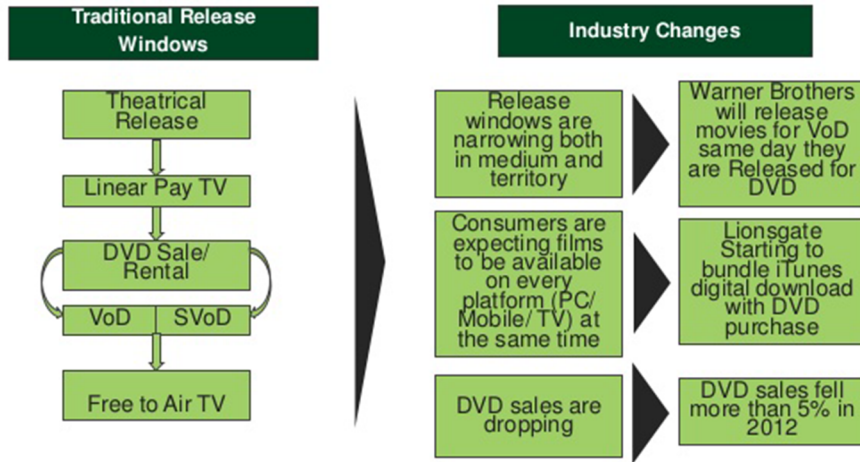 Traditional Release
Windows
Theatrical
Release
Linear Pay TV
DVD Sale/
Rental
VoD
SVoD
Free to Air TV
Industry Changes
Release
windows are
narrowing both
in medium and
territory
Warner Brothers
will release
movies for VoD
same day they
are Released for
DVD
Consumers are
expecting films
to be available
on every
platform (PC/
Mobile/ TV) at
the same time
Lionsgate
Starting to
bundle iTunes
digital download
with DVD
purchase
DVD sales are
dropping
DVD sales fell
more than 5% in
2012